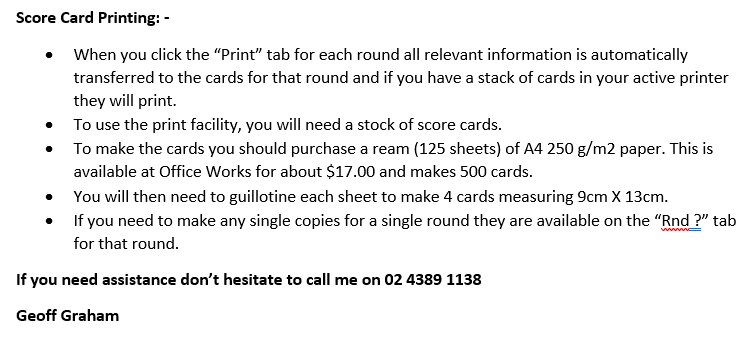 Score Card Printing: -
• When you click the “Print” tab for each round all relevant information is automatically
transferred to the cards for that round and if you have a stack of cards in your active printer
they will print.
• To use the print facility, you will need a stock of score cards.
• To make the cards you should purchase a ream (125 sheets) of A4 250 g/m2 paper. This is
available at Office Works for about $17.00 and makes 500 cards.
• You will then need to guillotine each sheet to make 4 cards measuring 9cm X 13cm.
• If you need to make any single copies for a single round they are available on the “Rnd ?” tab
for that round.
If you need assistance don’t hesitate to call me on 02 4389 1138
Geoff Graham